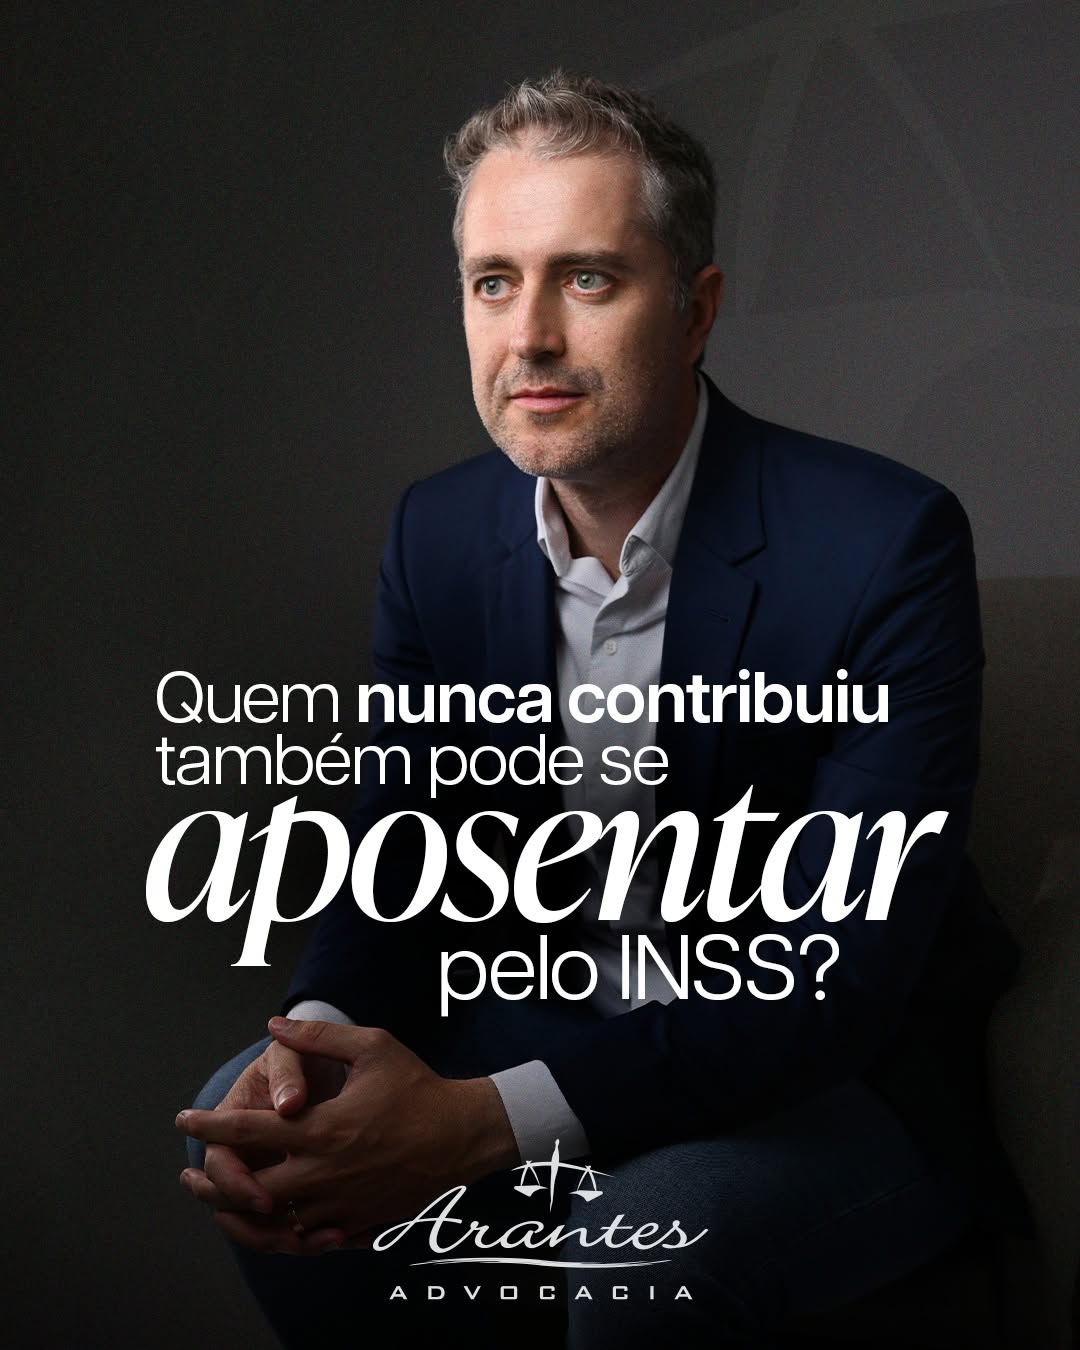 Quem nunca contribuiu
também pode se
aposentar
pelo INSS?
Arantes
ADVOCACIA